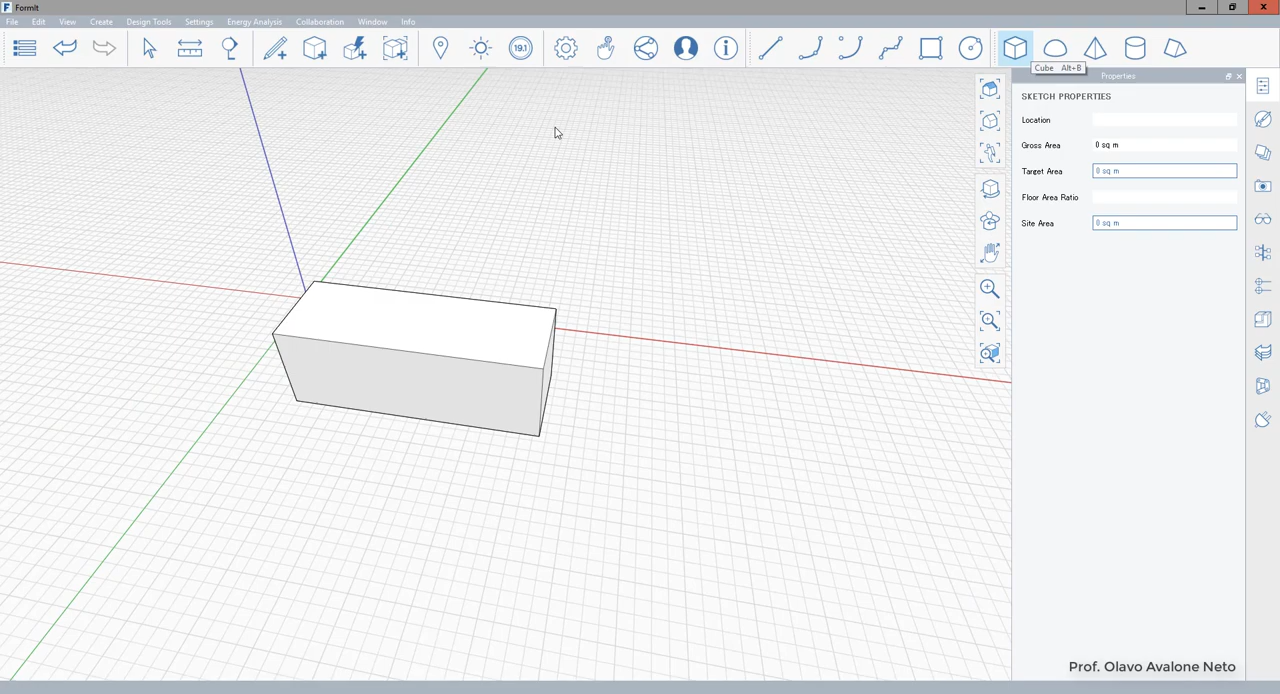 FormIt
File Edit View Create Design Tools Settings Energy Analysis Collaboration Window Info
19.1
Cube Alt+B
Properties
SKETCH PROPERTIES
Location
Gross Area 0 sq m
Target Area 0 sq m
Floor Area Ratio
Site Area 0 sq m
Prof. Olavo Avalone Neto